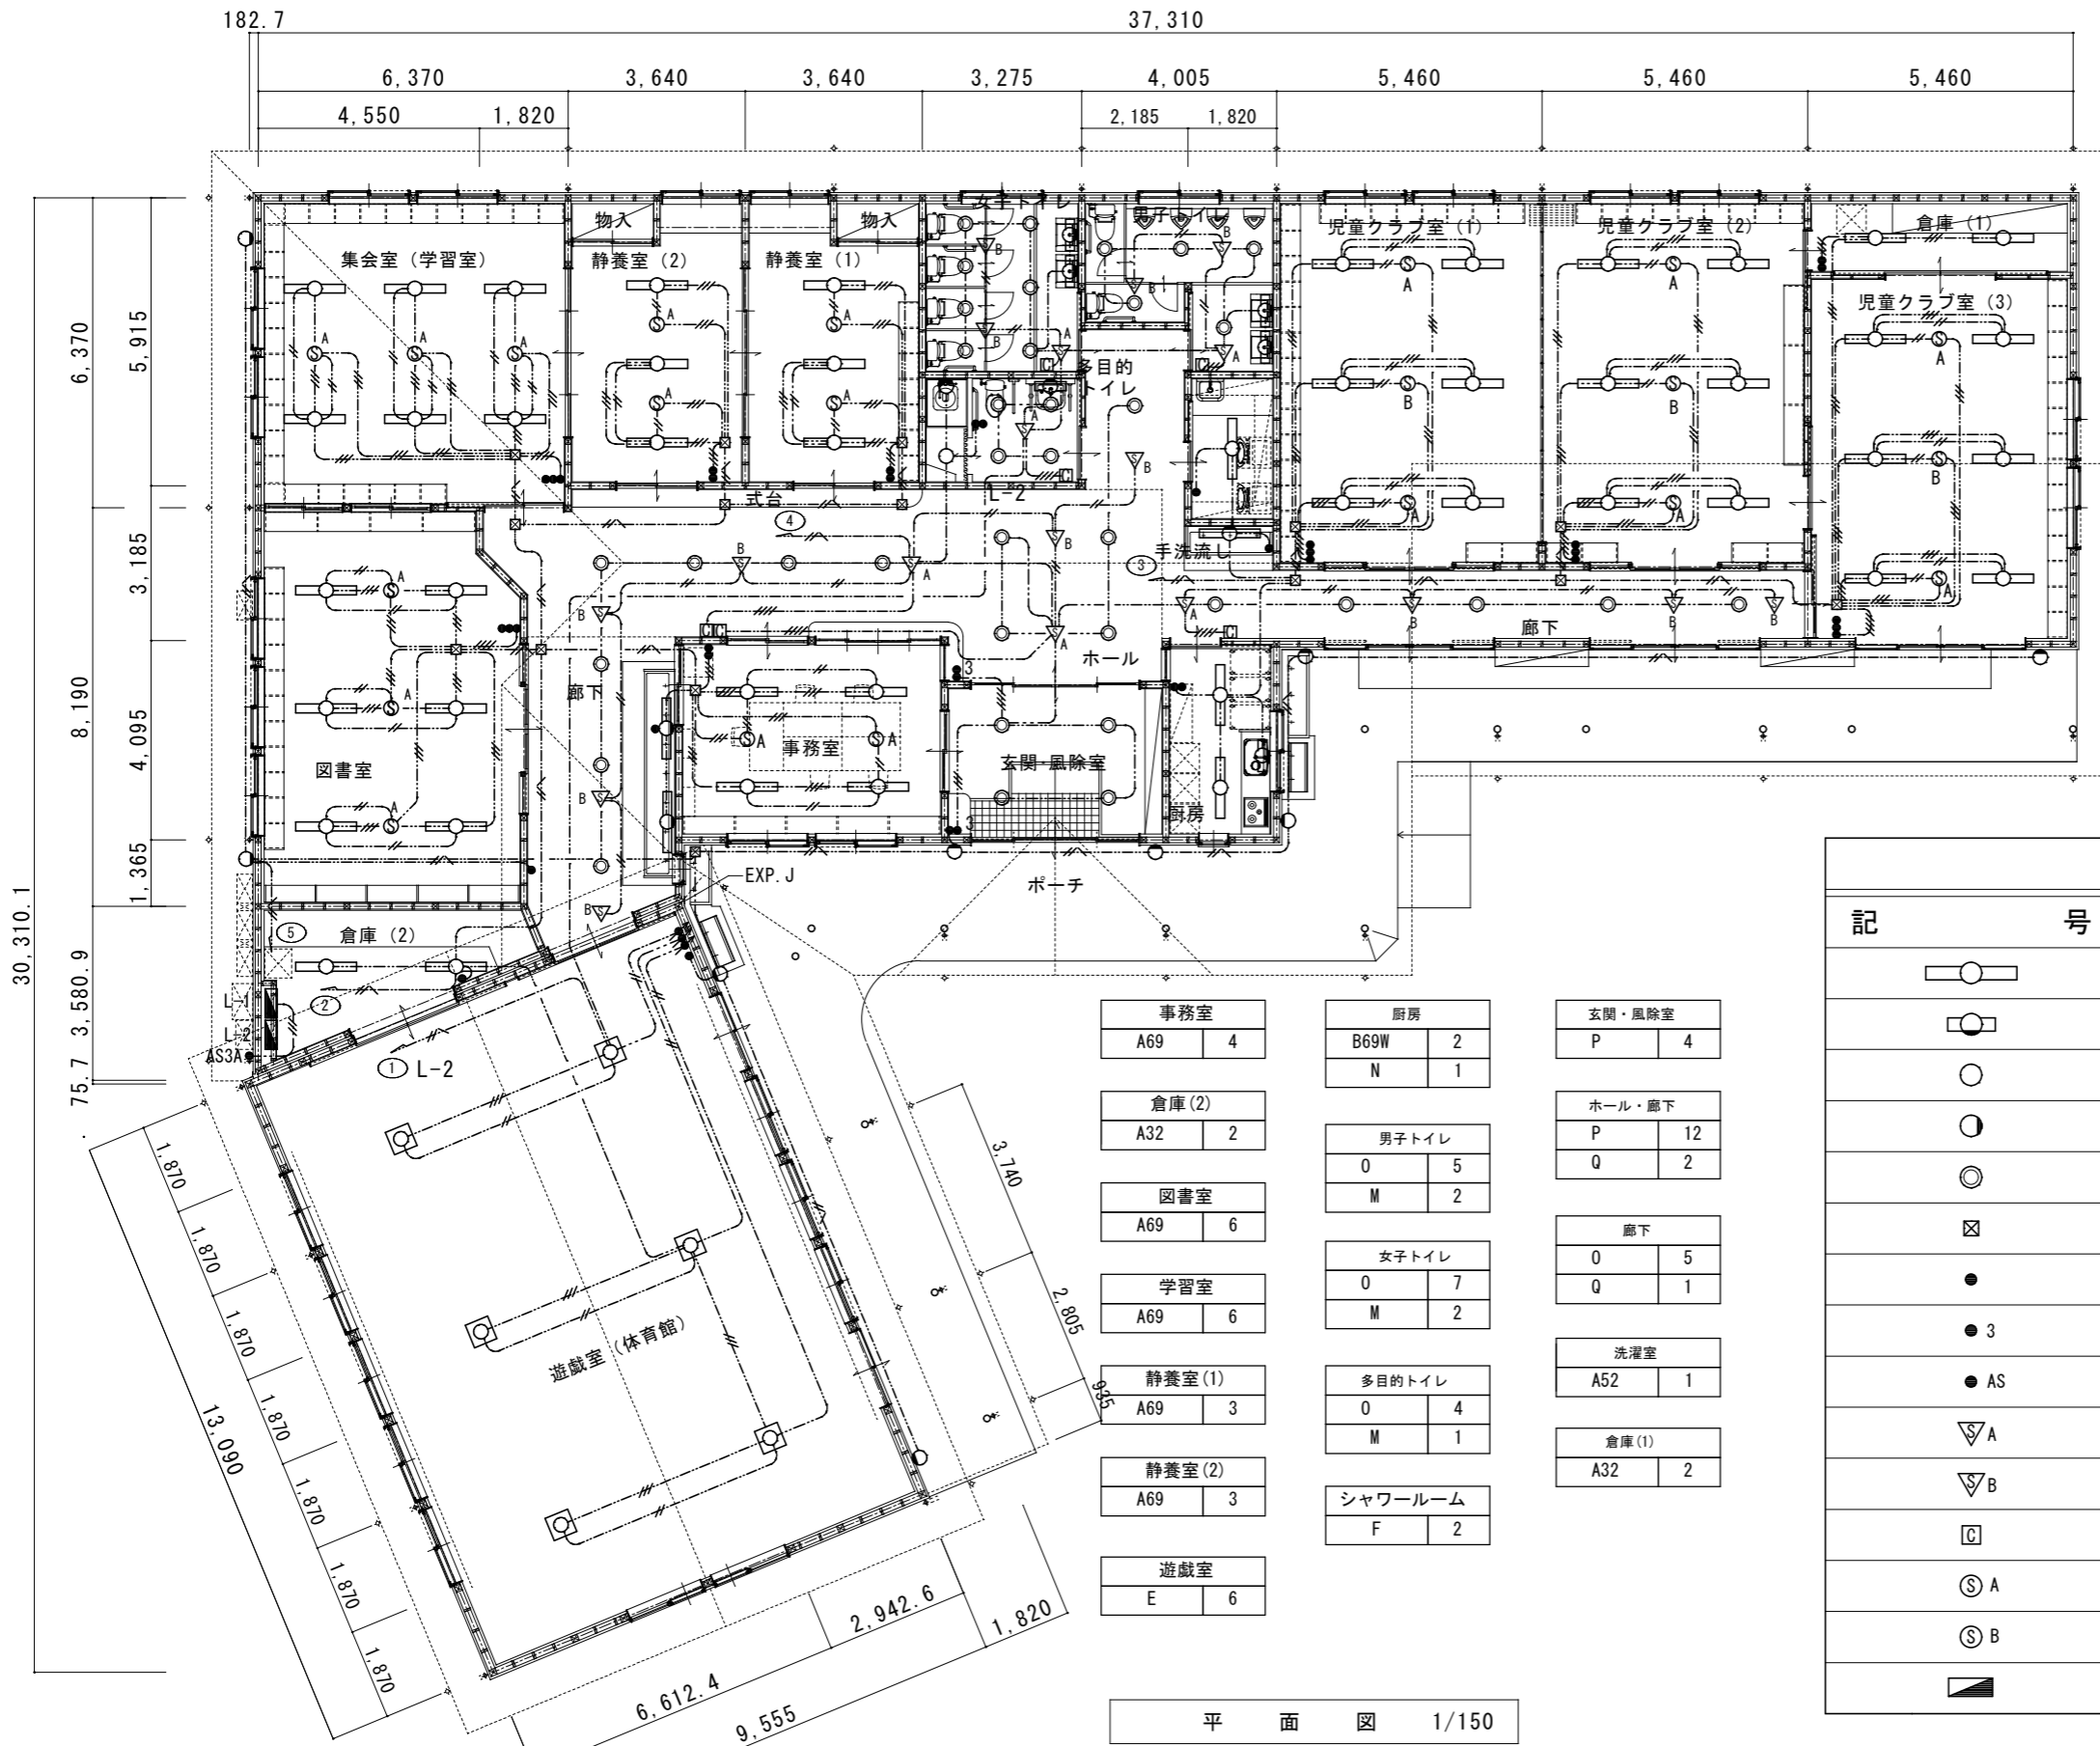 182.7
37,310
6,370
3,640
3,640
3,275
4,005
5,460
5,460
5,460
4,550
1,820
2,185
1,820
6,370
5,915
3,185
8,190
4,095
1,365
30,310.1
3,580.9
75.7
集会室（学習室）
物入
静養室（2）
物入
静養室（1）
女子トイレ
男子トイレ
児童クラブ室（1）
児童クラブ室（2）
倉庫（1）
児童クラブ室（3）
多目的
トイレ
式台
L-2
手洗流し
④
③
廊下
ホール
廊下
図書室
事務室
玄関・風除室
厨房
ポーチ
EXP.J
⑤
倉庫（2）
②
L-1
L-2
AS3A
① L-2
遊戯室（体育館）
1,870
1,870
1,870
1,870
1,870
1,870
1,870
13,090
3,740
2,805
935
2,942.6
1,820
6,612.4
9,555
事務室
A69 4
倉庫(2)
A32 2
図書室
A69 6
学習室
A69 6
静養室(1)
A69 3
静養室(2)
A69 3
遊戯室
E 6
厨房
B69W 2
N 1
男子トイレ
O 5
M 2
女子トイレ
O 7
M 2
多目的トイレ
O 4
M 1
シャワールーム
F 2
玄関・風除室
P 4
ホール・廊下
P 12
Q 2
廊下
O 5
Q 1
洗濯室
A52 1
倉庫(1)
A32 2
記 号
3
AS
S A
S B
C
S A
S B
平 面 図 1/150